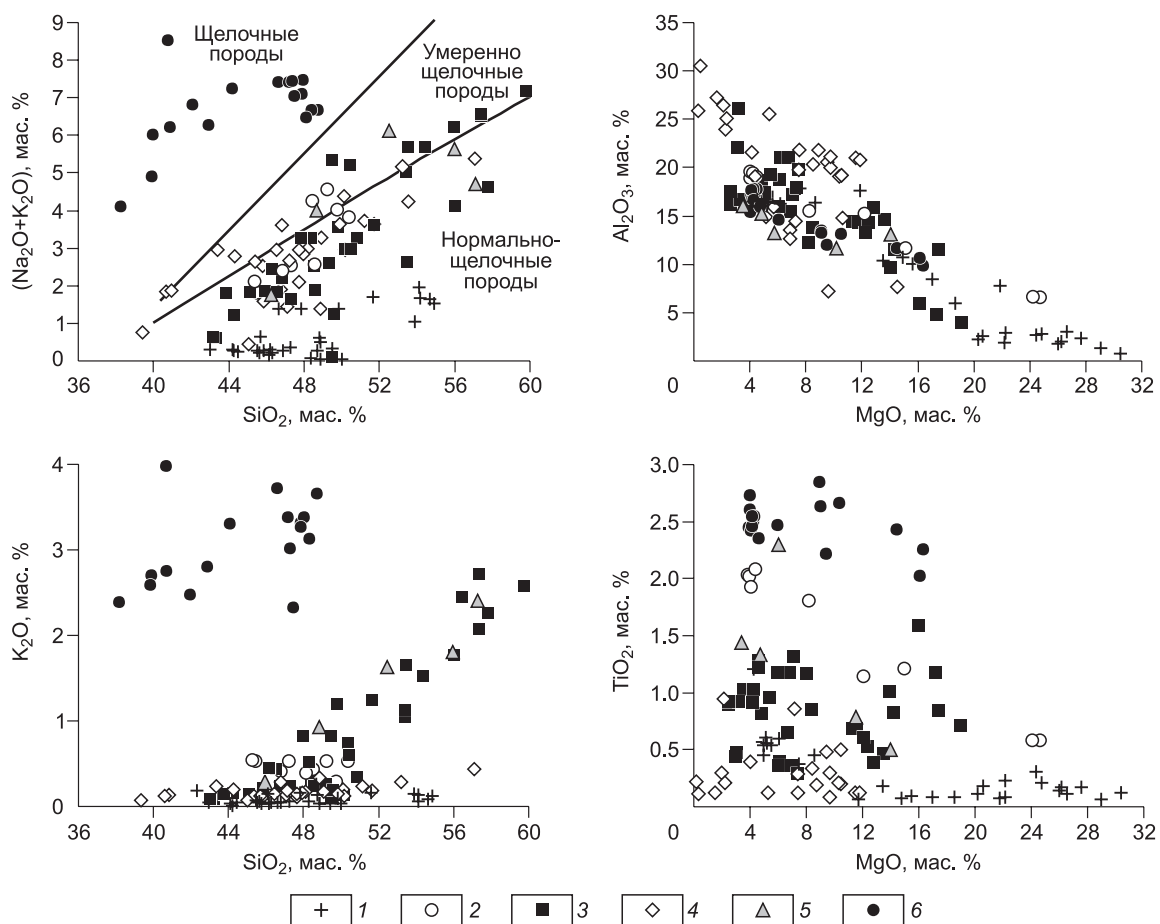 9
8
7
6
5
4
3
2
1
0
(Na2O+K2O), мас. %
Щелочные
породы
Умеренно
щелочные
породы
Нормально-
щелочные
породы
36 40 44 48 52 56 60
SiO2, мас. %
35
30
25
20
15
10
5
0
Al2O3, мас. %
4 8 12 16 20 24 28 32
MgO, мас. %
4
3
2
1
0
K2O, мас. %
36 40 44 48 52 56 60
SiO2, мас. %
3.0
2.5
2.0
1.5
1.0
0.5
0
TiO2, мас. %
4 8 12 16 20 24 28 32
MgO, мас. %
1 2 3 4 5 6